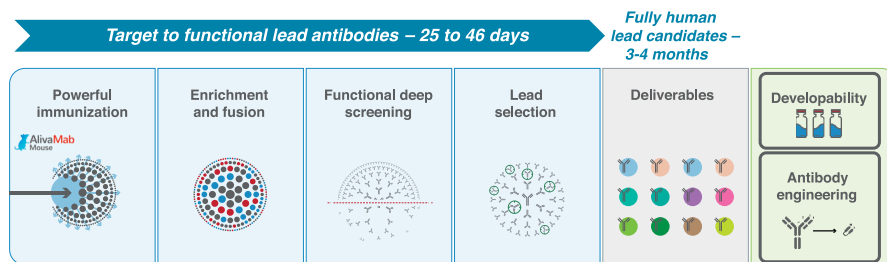 Target to functional lead antibodies – 25 to 46 days
Fully human
lead candidates –
3-4 months
Powerful
immunization
AlivaMab
Mouse
Enrichment
and fusion
Functional deep
screening
Lead
selection
Deliverables
Developability
Antibody
engineering